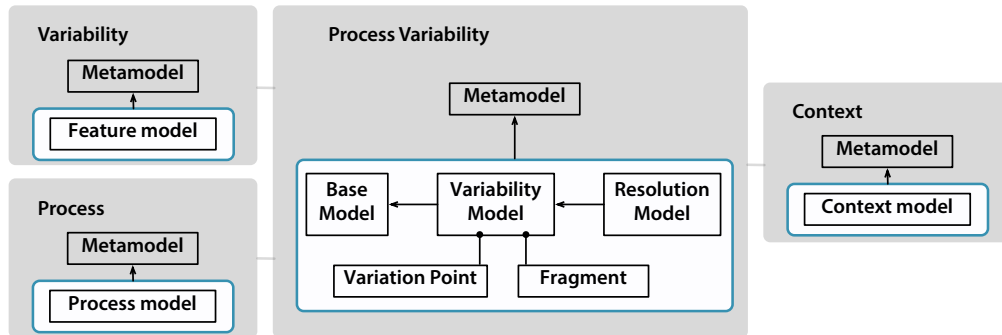 Variability
Metamodel
Feature model
Process
Metamodel
Process model
Process Variability
Metamodel
Base
Model
Variability
Model
Resolution
Model
Variation Point
Fragment
Context
Metamodel
Context model